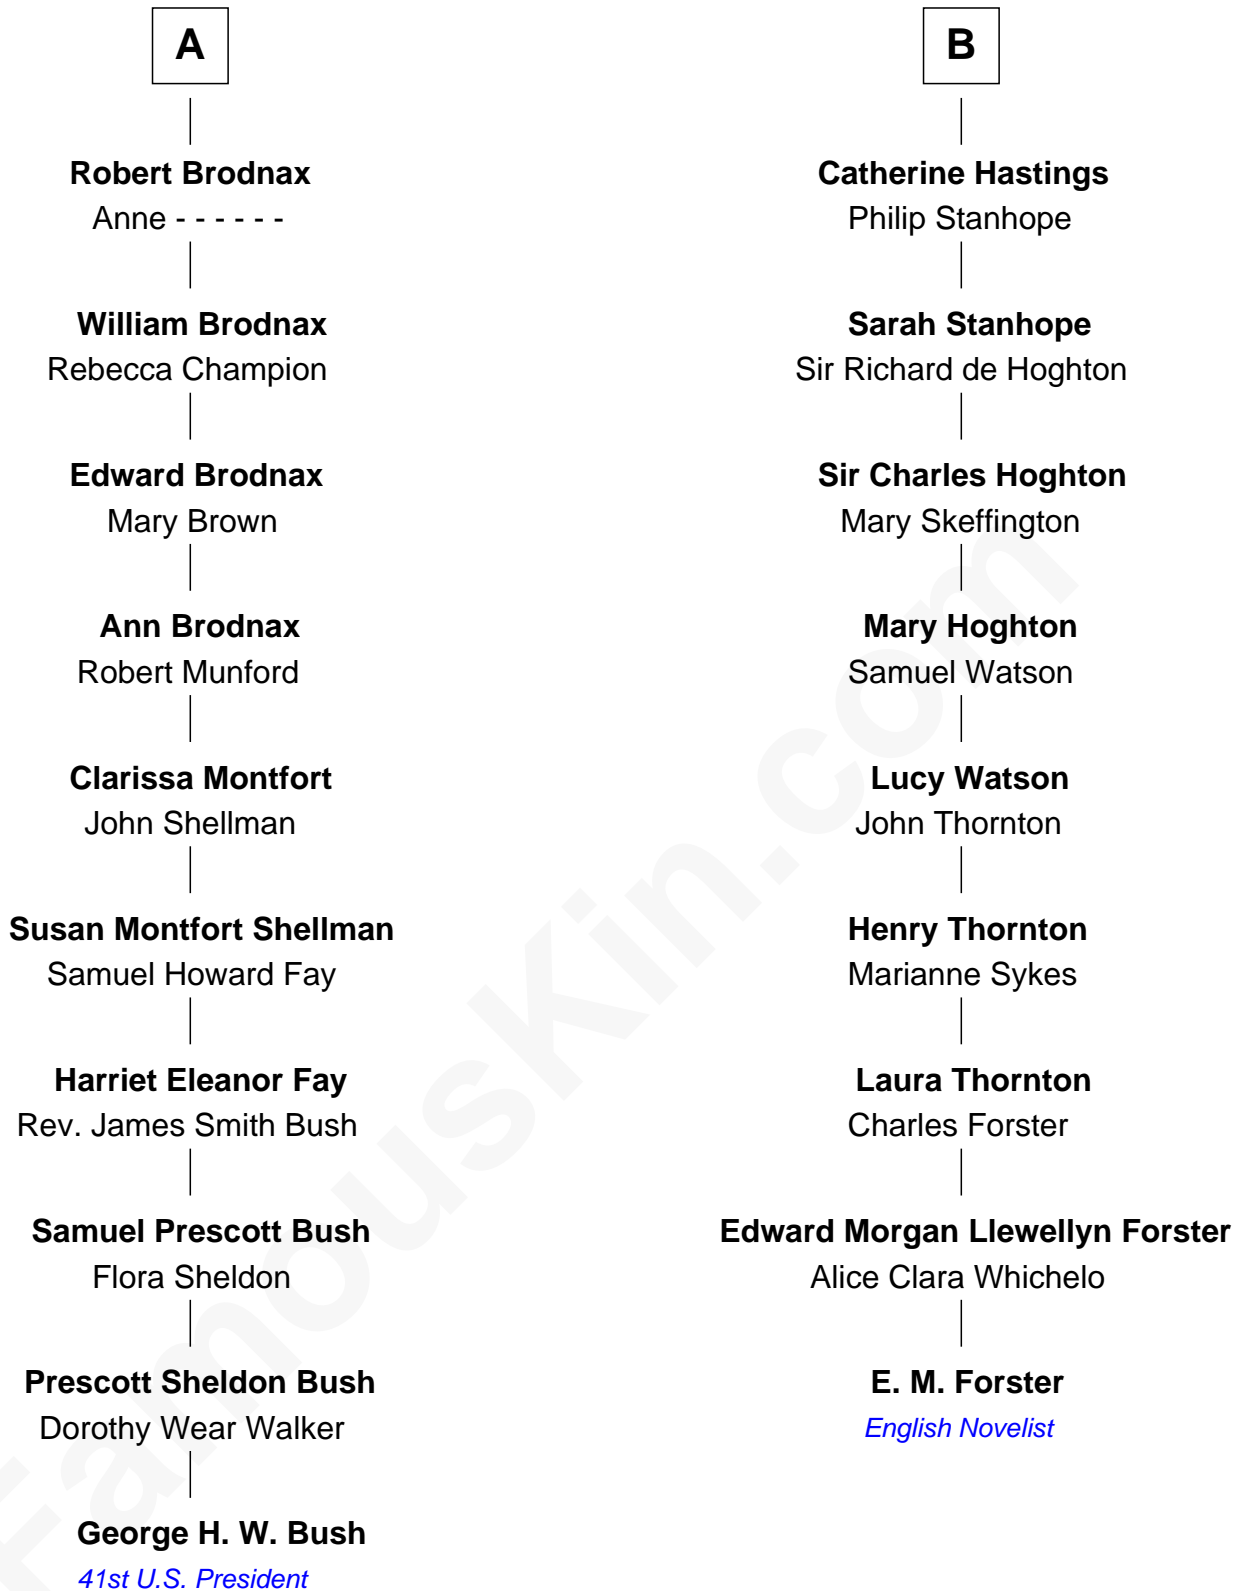 A
Robert Brodnax
Anne - - - - - -
William Brodnax
Rebecca Champion
Edward Brodnax
Mary Brown
Ann Brodnax
Robert Munford
Clarissa Montfort
John Shellman
Susan Montfort Shellman
Samuel Howard Fay
Harriet Eleanor Fay
Rev. James Smith Bush
Samuel Prescott Bush
Flora Sheldon
Prescott Sheldon Bush
Dorothy Wear Walker
George H. W. Bush
41st U.S. President
B
Catherine Hastings
Philip Stanhope
Sarah Stanhope
Sir Richard de Hoghton
Sir Charles Hoghton
Mary Skeffington
Mary Hoghton
Samuel Watson
Lucy Watson
John Thornton
Henry Thornton
Marianne Sykes
Laura Thornton
Charles Forster
Edward Morgan Llewellyn Forster
Alice Clara Whichelo
E. M. Forster
English Novelist
FamousKin.com